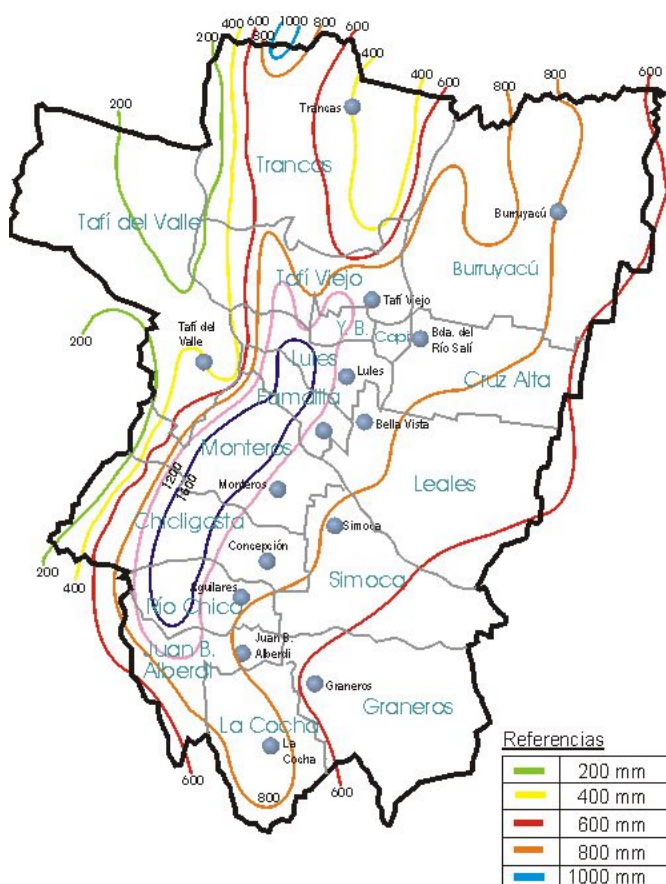 600
1000
800
400
800
200
400
600
800
800
600
200
Trancas
Trancas
Tafí del Valle
Burruyacú
Burruyacú
Tafí Viejo
Tafí Viejo
200
Tafí del
Valle
Y. B.
Capi
Bda. del
Río Salí
Lules
Lules
Cruz Alta
Famaillá
Bella Vista
Monteros
Leales
1200
1600
Monteros
Chicligasta
Simoca
Concepción
200
400
Simoca
Aguilares
Río Chico
Juan B.
Alberdi
Juan B.
Alberdi
Graneros
Graneros
La Cocha
La
Cocha
600
800
600
Referencias
200 mm
400 mm
600 mm
800 mm
1000 mm